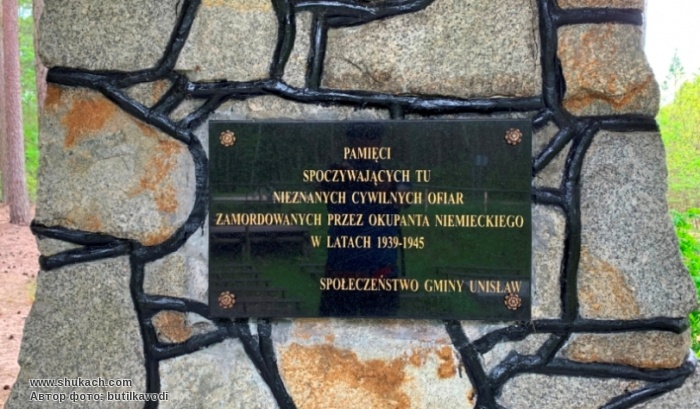 PAMIĘCI
SPOCZYWAJĄCYCH TU
NIEZNANYCH CYWILNYCH OFIAR
ZAMORDOWANYCH PRZEZ OKUPANTA NIEMIECKIEGO
W LATACH 1939-1945
SPOŁECZEŃSTWO GMINY UNISŁAW
www.shukach.com
Автор фото: butilkavodi